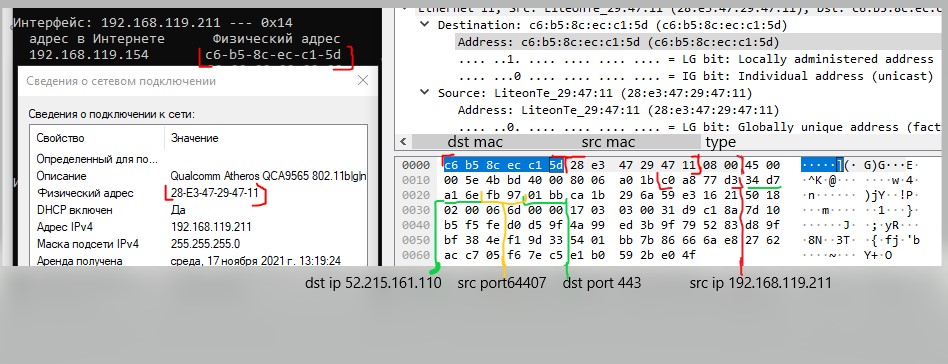 Интерфейс: 192.168.119.211 --- 0x14
адрес в Интернете Физический адрес
192.168.119.154 c6-b5-8c-ec-c1-5d
Сведения о сетевом подключении
Сведения о подключении к сети:
Свойство Значение
Определенный для по...
Описание Qualcomm Atheros QCA9565 802.11b|g|n
Физический адрес 28-E3-47-29-47-11
DHCP включен Да
Адрес IPv4 192.168.119.211
Маска подсети IPv4 255.255.255.0
Аренда получена среда, 17 ноября 2021 г. 13:19:24
Ethernet II, Src: LiteonTe_29:47:11 (28:e3:47:29:47:11), Dst: c6:b5:8c:ec
Destination: c6:b5:8c:ec:c1:5d (c6:b5:8c:ec:c1:5d)
Address: c6:b5:8c:ec:c1:5d (c6:b5:8c:ec:c1:5d)
.... ..1. .... .... .... .... = LG bit: Locally administered address
.... ...0 .... .... .... .... = IG bit: Individual address (unicast)
Source: LiteonTe_29:47:11 (28:e3:47:29:47:11)
Address: LiteonTe_29:47:11 (28:e3:47:29:47:11)
.... ..0. .... .... .... .... = LG bit: Globally unique address (fact
dst mac src mac type
0000 c6 b5 8c ec c1 5d 28 e3 47 29 47 11 08 00 45 00 ·····](· G)G···E·
0010 00 5e 4b bd 40 00 80 06 a0 1b c0 a8 77 d3 34 d7 ·^K·@··· ····w·4·
0020 a1 6e fb 97 01 bb ca 1b 29 6a 59 e3 16 21 50 18 ·n······ )jY··!P·
0030 02 00 06 6d 00 00 17 03 03 00 31 d9 c1 8a 7d 10 ···m···· ··1···}·
0040 b5 f5 fe d0 d5 9f 4a 99 ed 3b 9f 79 52 83 d8 9f ······J· ·;·yR···
0050 bf 38 4e f1 9d 33 54 01 bb 7b 86 66 6a e8 27 62 ·8N··3T· ·{·fj·'b
0060 ac c7 05 f6 7e c5 e1 b0 59 2b e0 4f ····~··· Y+·O
dst ip 52.215.161.110 src port64407 dst port 443 src ip 192.168.119.211